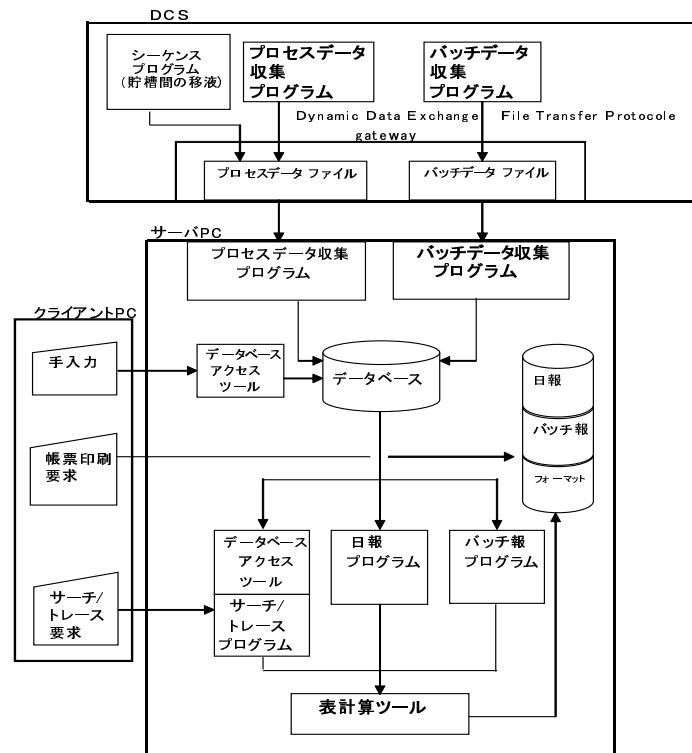 DCS
シーケンス
プログラム
(貯槽間の移液)
プロセスデータ
収集
プログラム
バッチデータ
収集
プログラム
Dynamic Data Exchange
File Transfer Protocole
gateway
プロセスデータ ファイル
バッチデータ ファイル
サーバPC
プロセスデータ収集
プログラム
バッチデータ収集
プログラム
クライアントPC
手入力
データベース
アクセス
ツール
データベース
日報
バッチ報
フォーマット
帳票印刷
要求
データベース
アクセス
ツール
日報
プログラム
バッチ報
プログラム
サーチ/
トレース
要求
サーチ/
トレース
プログラム
表計算ツール